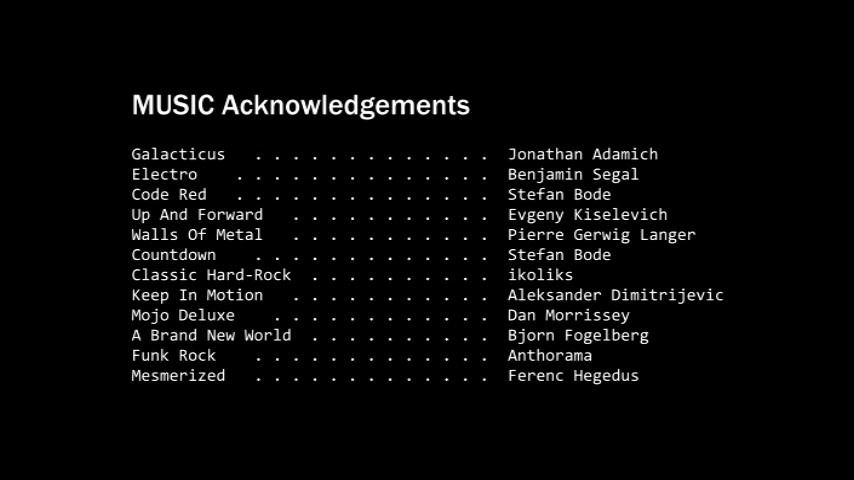 MUSIC Acknowledgements
Galacticus . . . . . . . . . . . . . Jonathan Adamich
Electro . . . . . . . . . . . . . . Benjamin Segal
Code Red . . . . . . . . . . . . . . Stefan Bode
Up And Forward . . . . . . . . . . . Evgeny Kiselevich
Walls Of Metal . . . . . . . . . . . Pierre Gerwig Langer
Countdown . . . . . . . . . . . . . Stefan Bode
Classic Hard-Rock . . . . . . . . . . ikoliks
Keep In Motion . . . . . . . . . . . Aleksander Dimitrijevic
Mojo Deluxe . . . . . . . . . . . . Dan Morrissey
A Brand New World . . . . . . . . . . Bjorn Fogelberg
Funk Rock . . . . . . . . . . . . . Anthorama
Mesmerized . . . . . . . . . . . . . Ferenc Hegedus